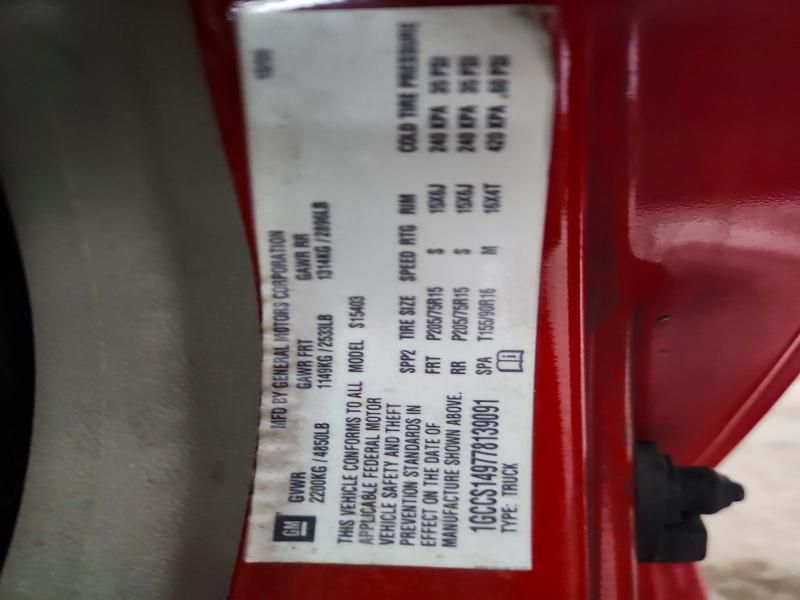 MFD BY GENERAL MOTORS CORPORATION 10/06
GM GVWR GAWR FRT GAWR RR
2200KG / 4850LB 1149KG / 2533LB 1314KG / 2896LB
THIS VEHICLE CONFORMS TO ALL MODEL S15403
APPLICABLE FEDERAL MOTOR
VEHICLE SAFETY AND THEFT
PREVENTION STANDARDS IN
EFFECT ON THE DATE OF
MANUFACTURE SHOWN ABOVE.
1GCCS149778139091
TYPE: TRUCK
SPP2 TIRE SIZE SPEED RTG RIM COLD TIRE PRESSURE
FRT P205/75R15 S 15X6J 240 KPA 35 PSI
RR P205/75R15 S 15X6J 240 KPA 35 PSI
SPA T155/90R16 M 16X4T 420 KPA 60 PSI